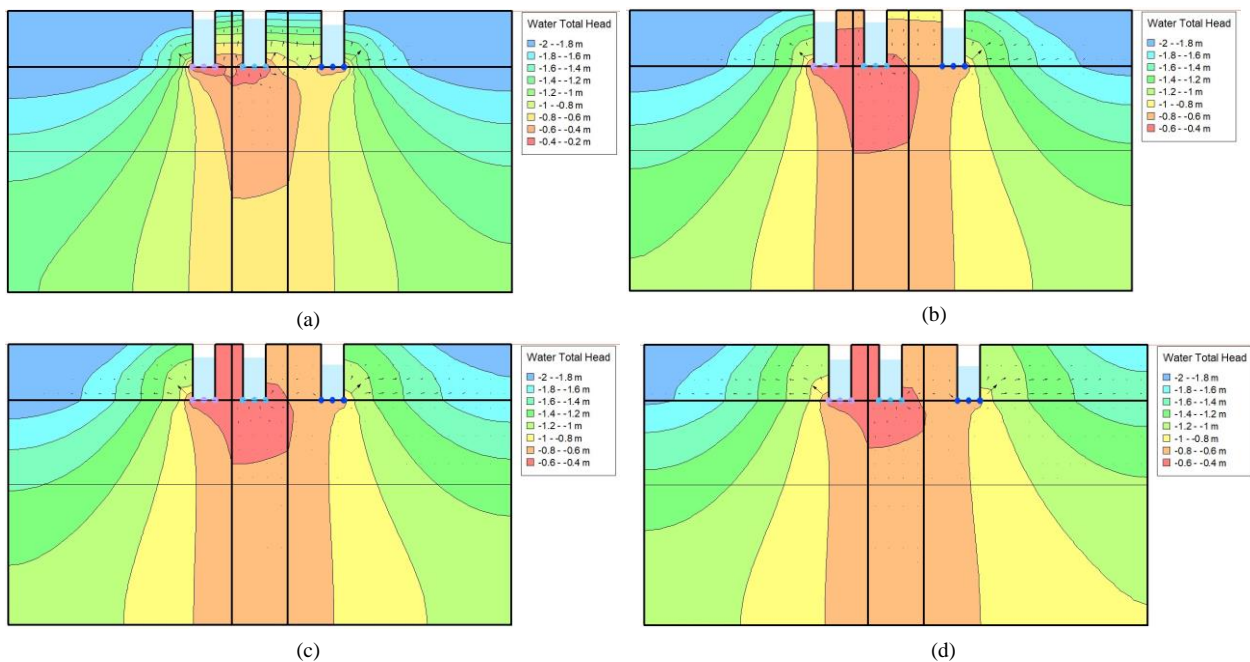 Water Total Head
-2 - -1.8 m
-1.8 - -1.6 m
-1.6 - -1.4 m
-1.4 - -1.2 m
-1.2 - -1 m
-1 - -0.8 m
-0.8 - -0.6 m
-0.6 - -0.4 m
-0.4 - -0.2 m
(a)
Water Total Head
-2 - -1.8 m
-1.8 - -1.6 m
-1.6 - -1.4 m
-1.4 - -1.2 m
-1.2 - -1 m
-1 - -0.8 m
-0.8 - -0.6 m
-0.6 - -0.4 m
(b)
Water Total Head
-2 - -1.8 m
-1.8 - -1.6 m
-1.6 - -1.4 m
-1.4 - -1.2 m
-1.2 - -1 m
-1 - -0.8 m
-0.8 - -0.6 m
-0.6 - -0.4 m
(c)
Water Total Head
-2 - -1.8 m
-1.8 - -1.6 m
-1.6 - -1.4 m
-1.4 - -1.2 m
-1.2 - -1 m
-1 - -0.8 m
-0.8 - -0.6 m
-0.6 - -0.4 m
(d)